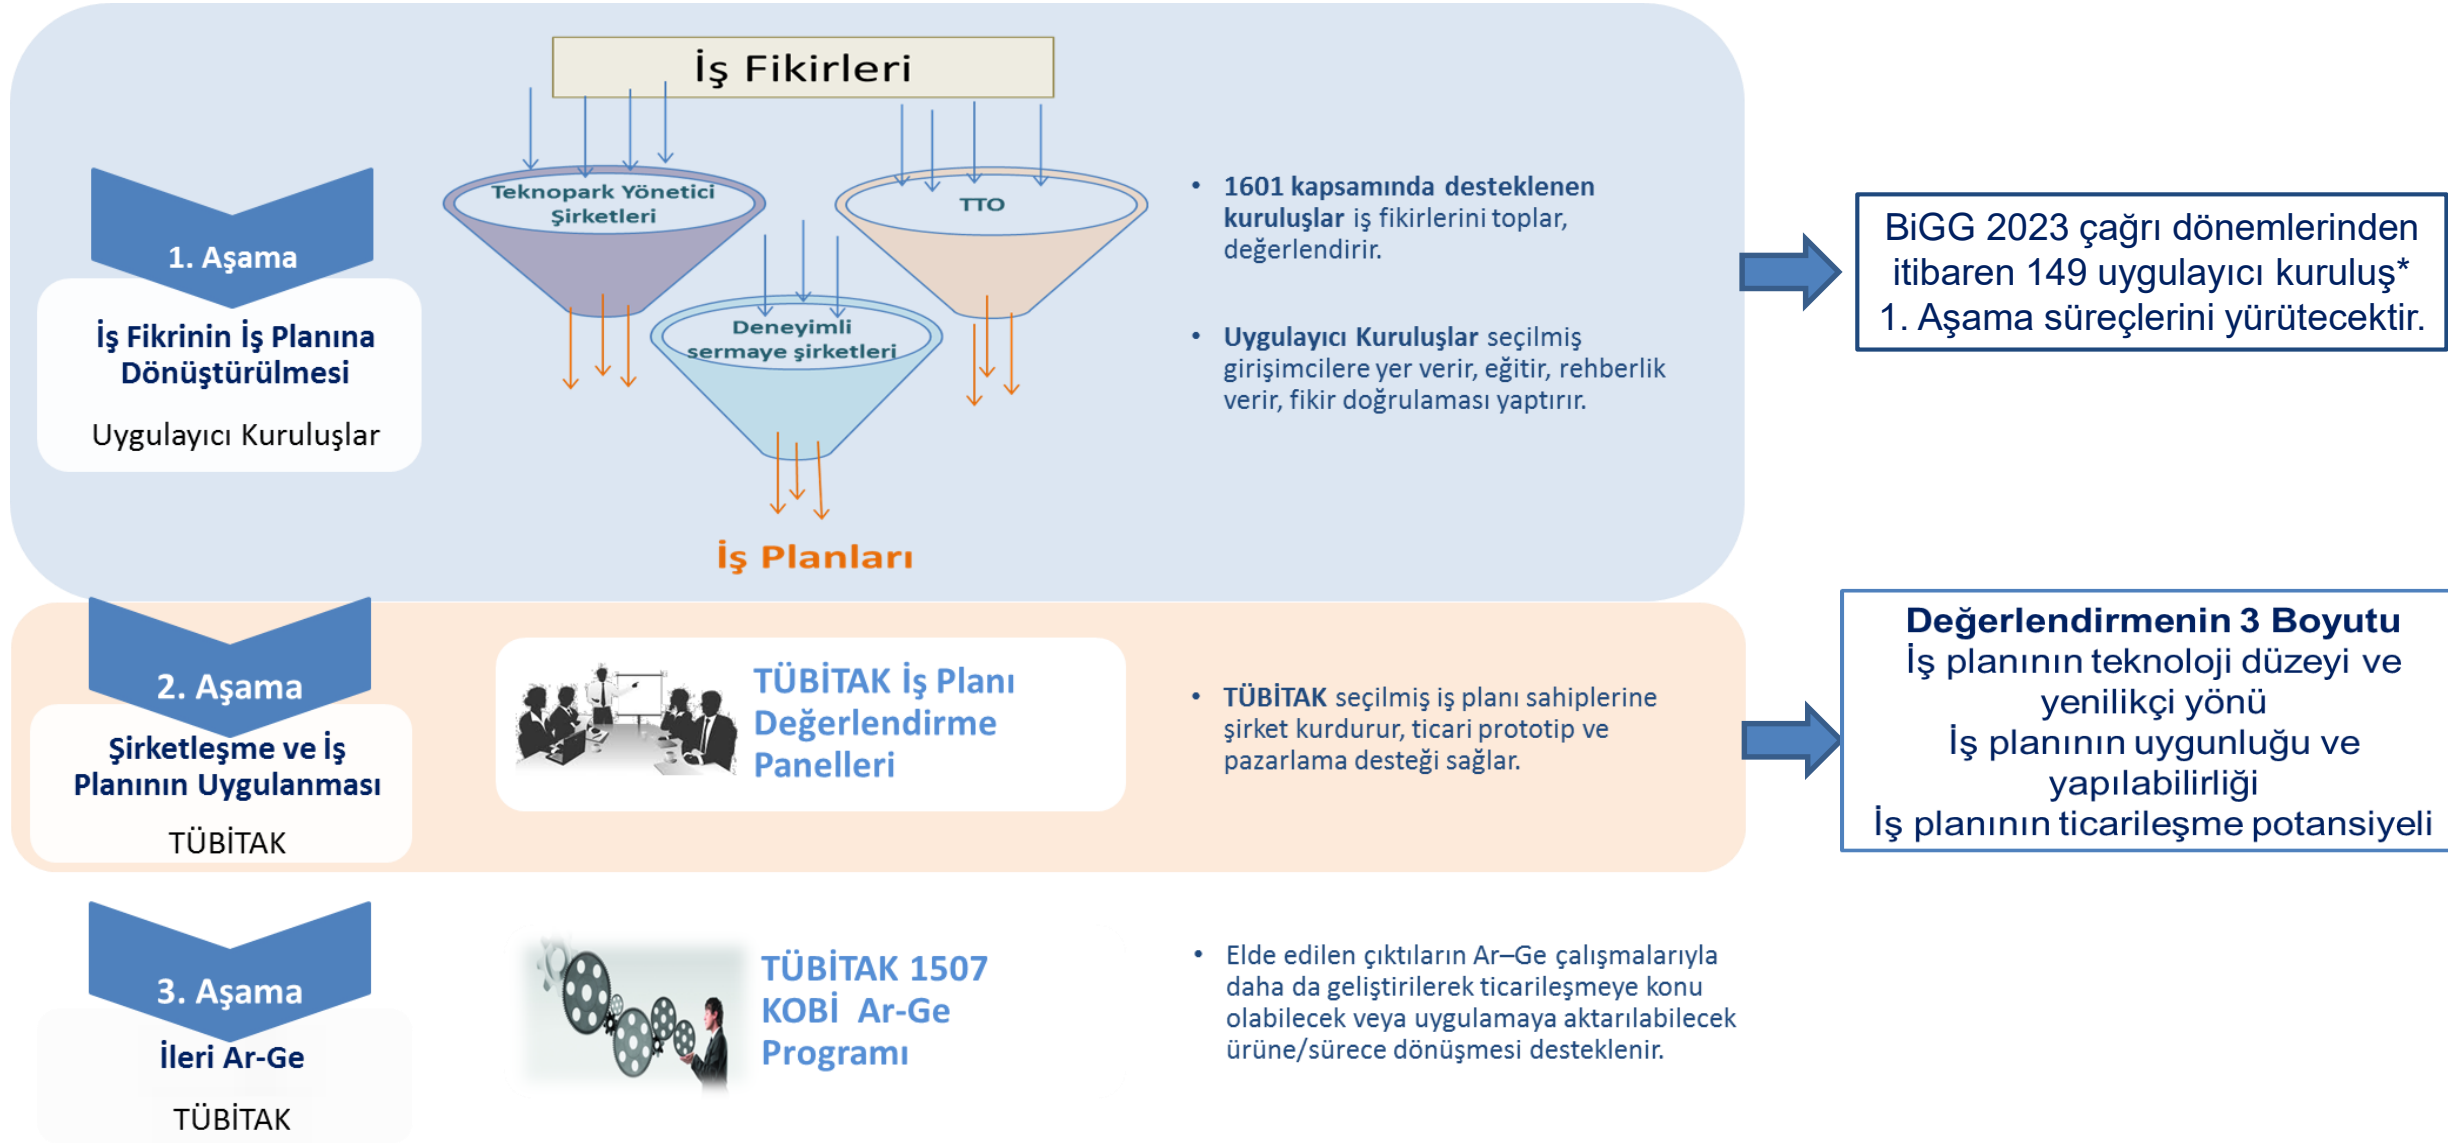 İş Fikirleri
Teknopark Yönetici
Şirketleri
TTO
Deneyimli
sermaye şirketleri
İş Planları
1. Aşama
İş Fikrinin İş Planına
Dönüştürülmesi
Uygulayıcı Kuruluşlar
• 1601 kapsamında desteklenen
kuruluşlar iş fikirlerini toplar,
değerlendirir.
• Uygulayıcı Kuruluşlar seçilmiş
girişimcilere yer verir, eğitir, rehberlik
verir, fikir doğrulaması yaptırır.
BiGG 2023 çağrı dönemlerinden
itibaren 149 uygulayıcı kuruluş*
1. Aşama süreçlerini yürütecektir.
2. Aşama
Şirketleşme ve İş
Planının Uygulanması
TÜBİTAK
TÜBİTAK İş Planı
Değerlendirme
Panelleri
• TÜBİTAK seçilmiş iş planı sahiplerine
şirket kurdurur, ticari prototip ve
pazarlama desteği sağlar.
Değerlendirmenin 3 Boyutu
İş planının teknoloji düzeyi ve
yenilikçi yönü
İş planının uygunluğu ve
yapılabilirliği
İş planının ticarileşme potansiyeli
3. Aşama
İleri Ar-Ge
TÜBİTAK
TÜBİTAK 1507
KOBİ Ar-Ge
Programı
• Elde edilen çıktıların Ar–Ge çalışmalarıyla
daha da geliştirilerek ticarileşmeye konu
olabilecek veya uygulamaya aktarılabilecek
ürüne/sürece dönüşmesi desteklenir.